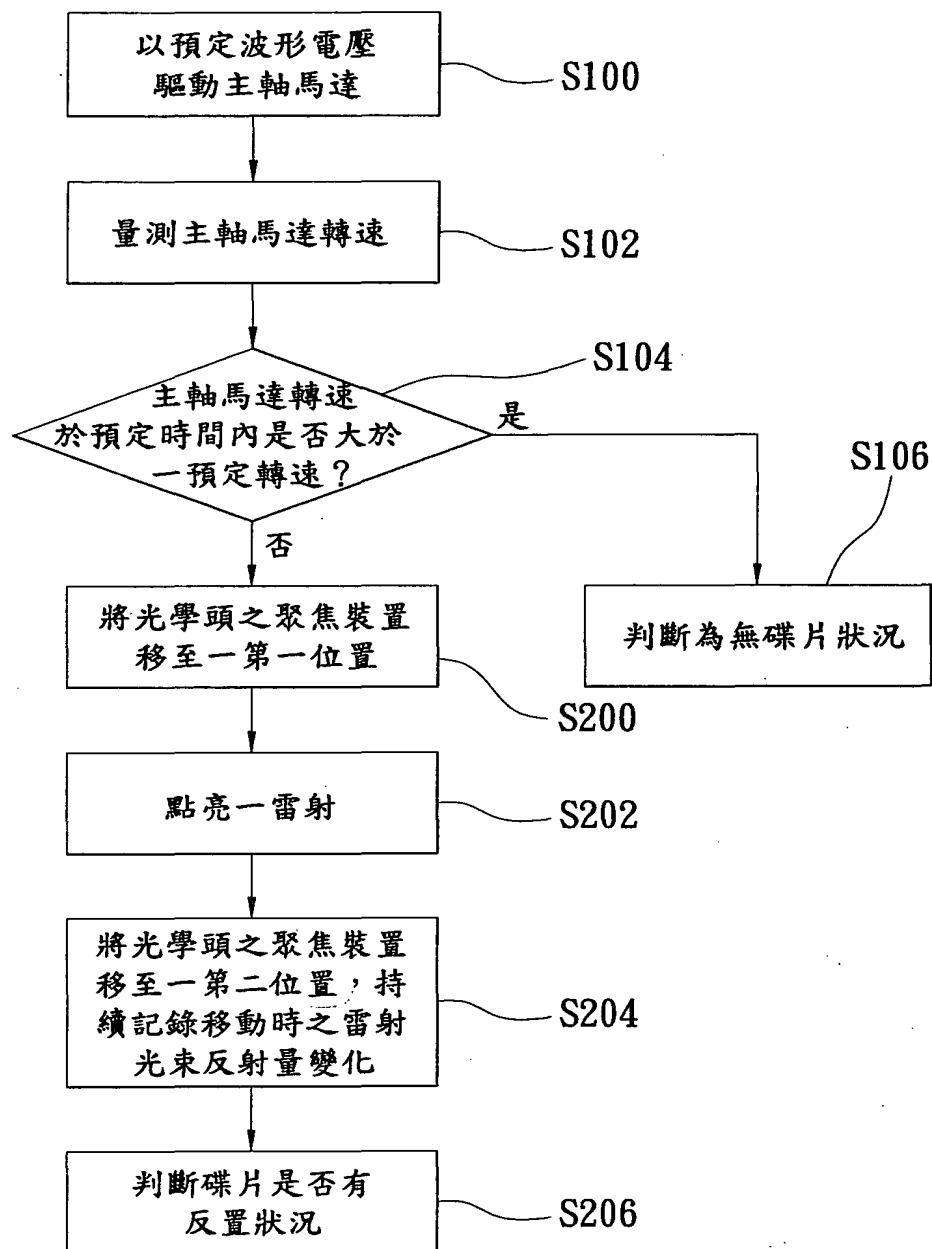 以預定波形電壓
驅動主軸馬達
S100
量測主軸馬達轉速
S102
S104
主軸馬達轉速
於預定時間內是否大於
一預定轉速？
是
S106
否
將光學頭之聚焦裝置
移至一第一位置
判斷為無碟片狀況
S200
點亮一雷射
S202
將光學頭之聚焦裝置
移至一第二位置，持
續記錄移動時之雷射
光束反射量變化
S204
判斷碟片是否有
反置狀況
S206